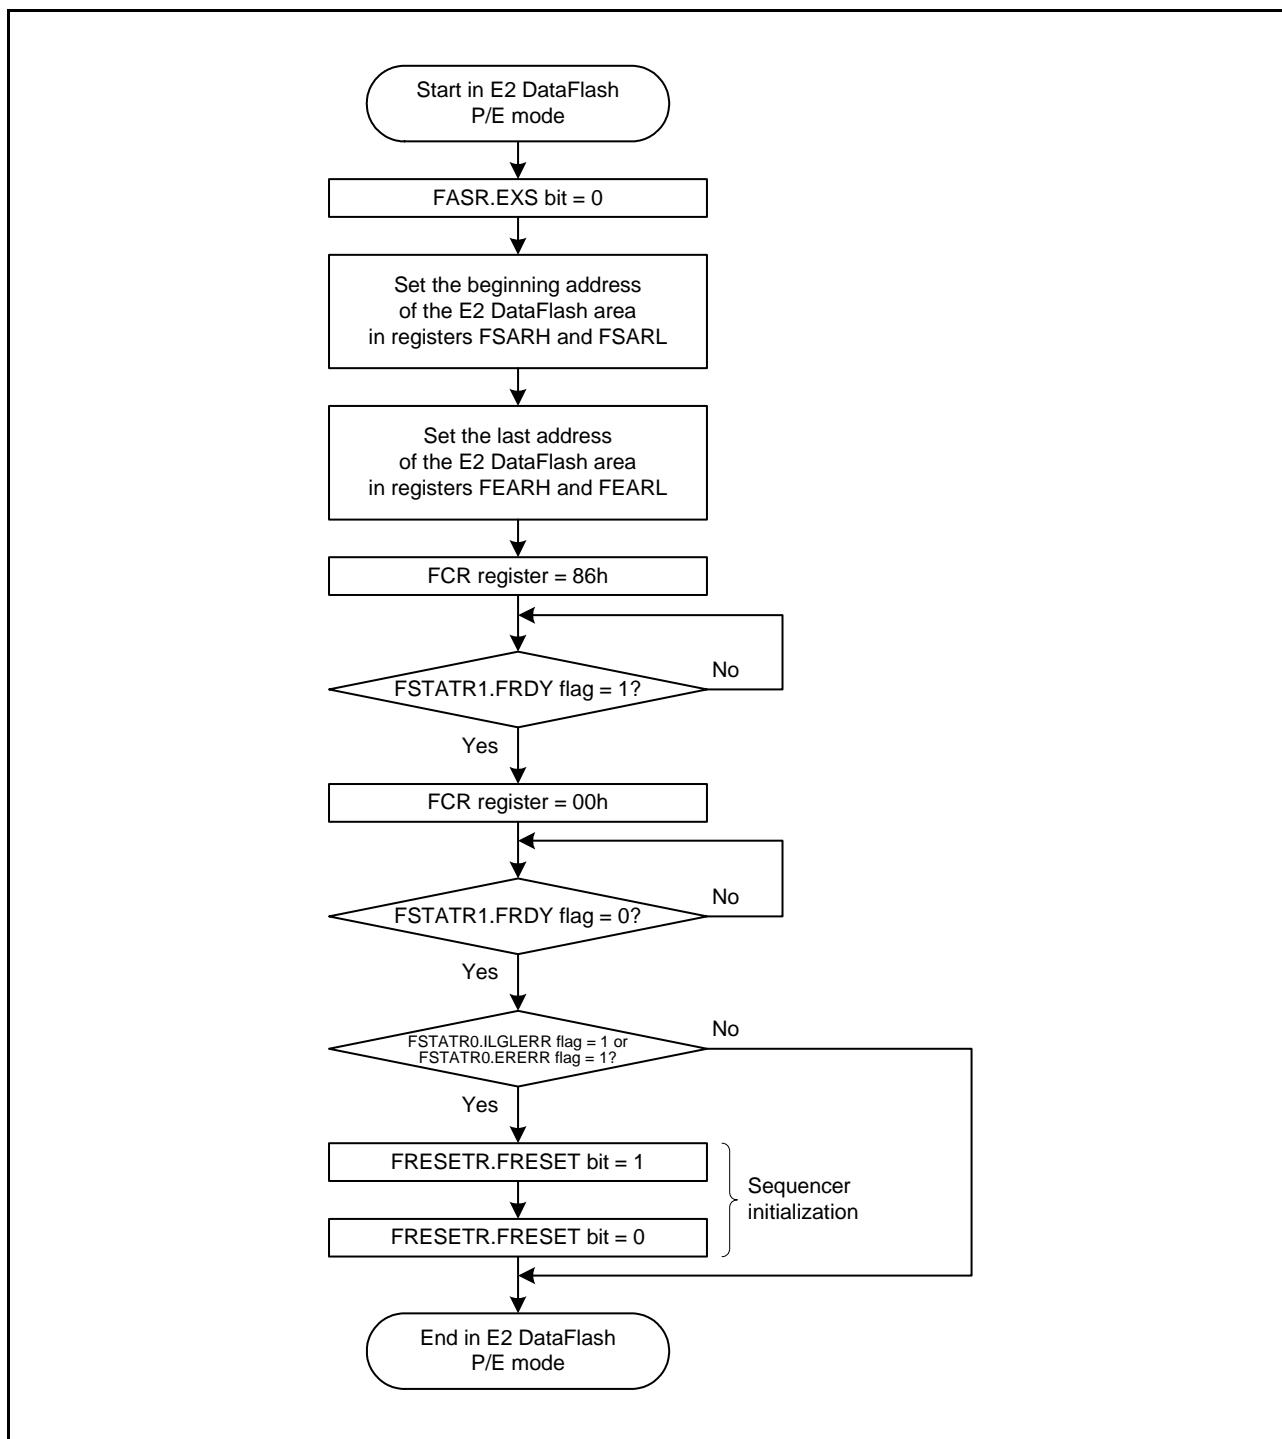 Start in E2 DataFlash
P/E mode
FASR.EXS bit = 0
Set the beginning address
of the E2 DataFlash area
in registers FSARH and FSARL
Set the last address
of the E2 DataFlash area
in registers FEARH and FEARL
FCR register = 86h
FSTATR1.FRDY flag = 1?
No
Yes
FCR register = 00h
FSTATR1.FRDY flag = 0?
No
Yes
FSTATR0.ILGLERR flag = 1 or
FSTATR0.ERERR flag = 1?
No
Yes
FRESETR.FRESET bit = 1
FRESETR.FRESET bit = 0
Sequencer
initialization
End in E2 DataFlash
P/E mode